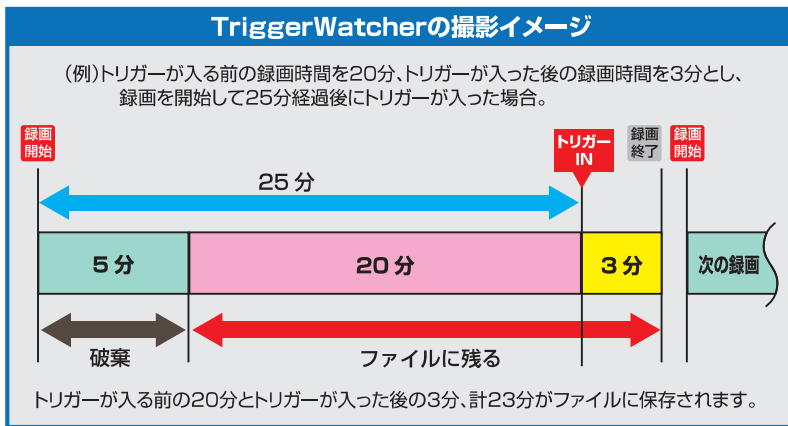 TriggerWatcherの撮影イメージ
(例)トリガーが入る前の録画時間を20分、トリガーが入った後の録画時間を3分とし、
録画を開始して25分経過後にトリガーが入った場合。
録画
開始
トリガー
IN
録画
終了
録画
開始
25分
5分
20分
3分
次の録画
破棄
ファイルに残る
トリガーが入る前の20分とトリガーが入った後の3分、計23分がファイルに保存されます。